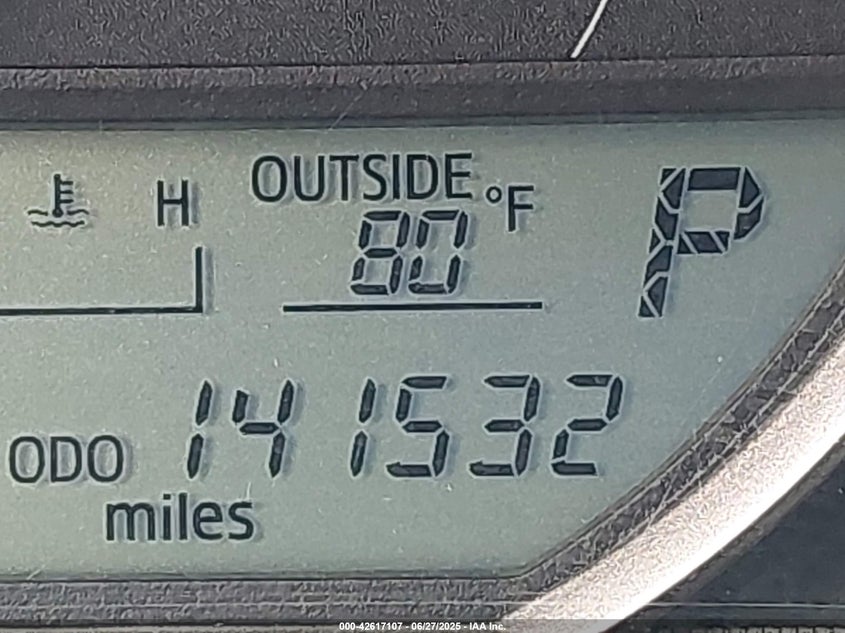 H
OUTSIDE
80 °F
P
ODO 141532
miles
000-42617107 - 06/27/2025 - IAA Inc.